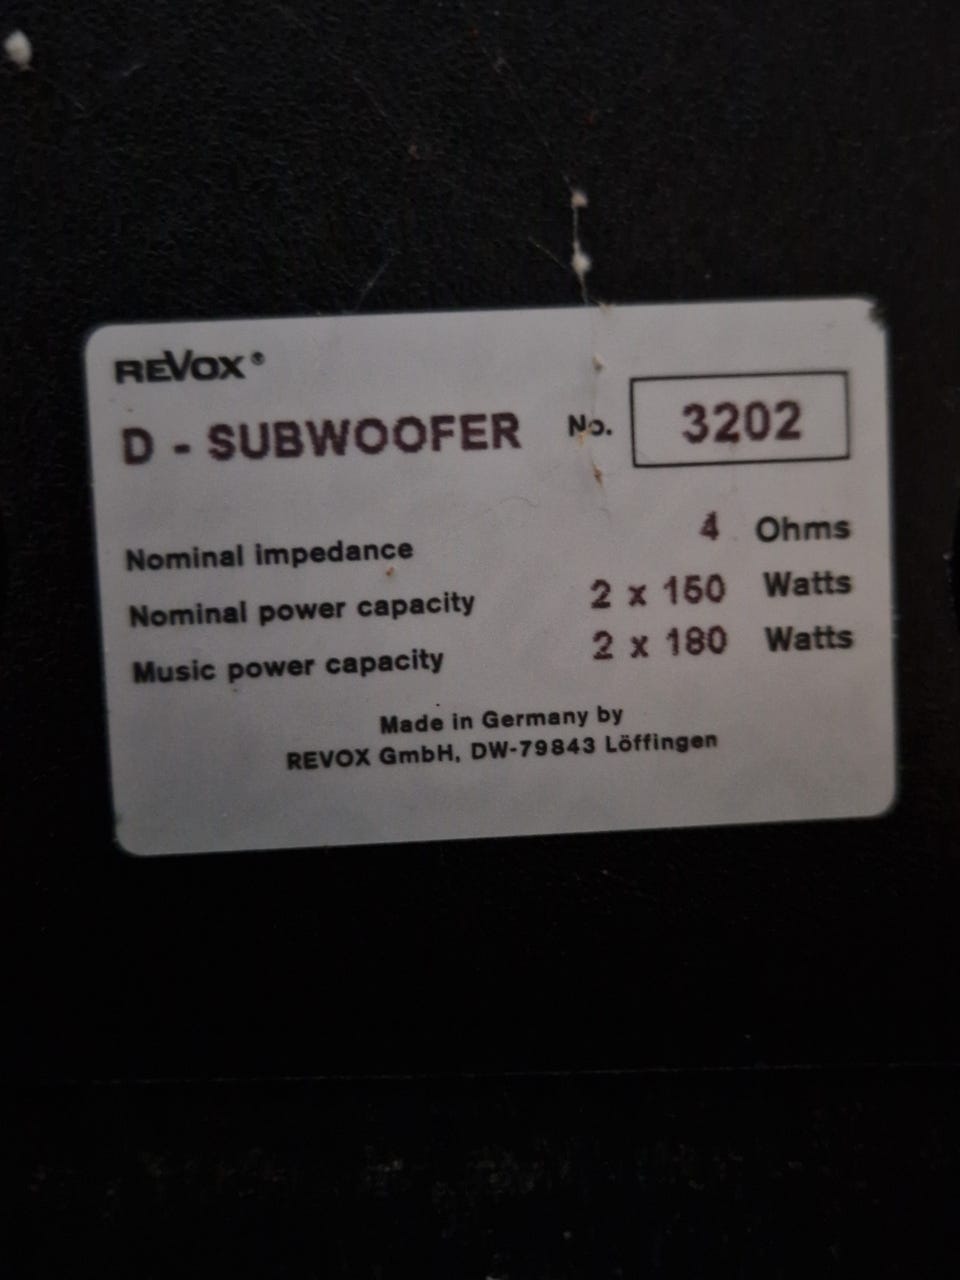 REVOX®
D - SUBWOOFER No. 3202
Nominal impedance 4 Ohms
Nominal power capacity 2 x 150 Watts
Music power capacity 2 x 180 Watts
Made in Germany by
REVOX GmbH, DW-79843 Löffingen